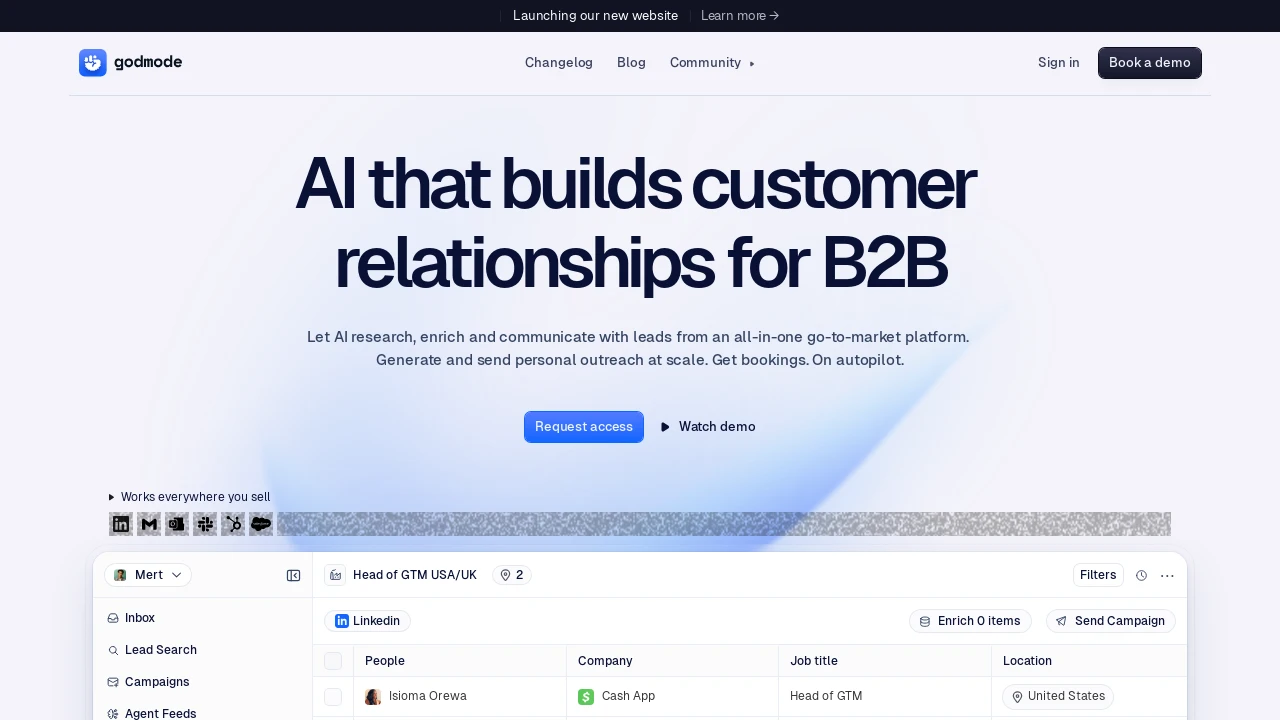 Launching our new website
Learn more →
godmode
Changelog
Blog
Community
Sign in
Book a demo
AI that builds customer
relationships for B2B
Let AI research, enrich and communicate with leads from an all-in-one go-to-market platform.
Generate and send personal outreach at scale. Get bookings. On autopilot.
Request access
Watch demo
Works everywhere you sell
Mert
Head of GTM USA/UK
2
Filters
Inbox
Linkedin
Enrich 0 items
Send Campaign
Lead Search
People
Company
Job title
Location
Campaigns
Isioma Orewa
Cash App
Head of GTM
United States
Agent Feeds